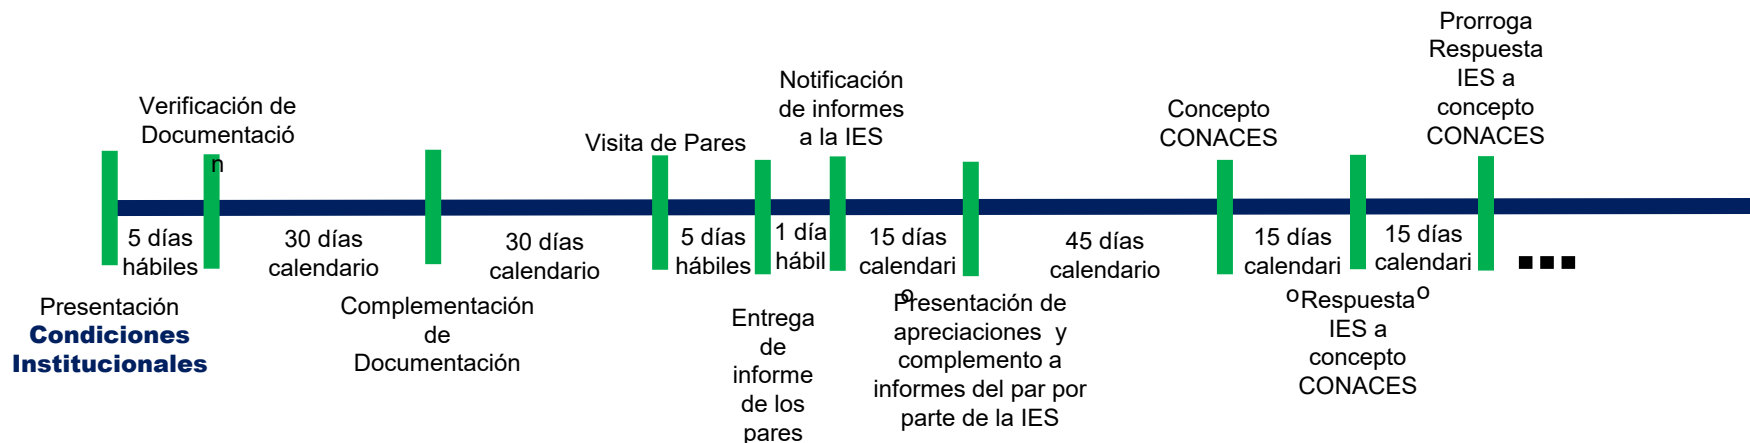 Presentación
Condiciones
Institucionales
5 días
hábiles
Verificación de
Documentació
n
30 días
calendario
Complementación
de
Documentación
30 días
calendario
Visita de Pares
5 días
hábiles
Entrega
de
informe
de los
pares
1 día
hábil
Notificación
de informes
a la IES
15 días
calendari
o
Presentación de
apreciaciones y
complemento a
informes del par por
parte de la IES
45 días
calendario
Concepto
CONACES
15 días
calendari
o
Respuesta
IES a
concepto
CONACES
15 días
calendari
o
Prorroga
Respuesta
IES a
concepto
CONACES
...